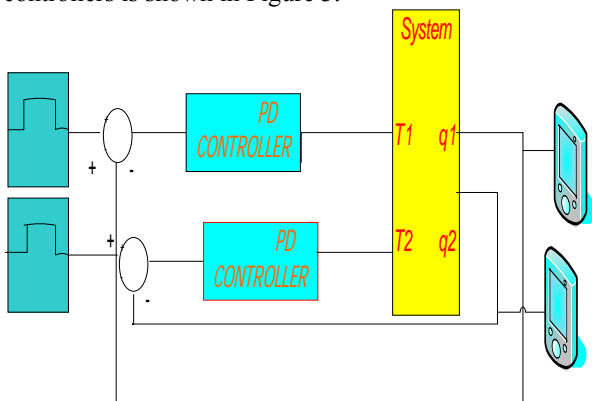 controllers is shown in Figure 3.
System
PD
CONTROLLER
T1 q1
+
-
+
PD
CONTROLLER
T2 q2
-